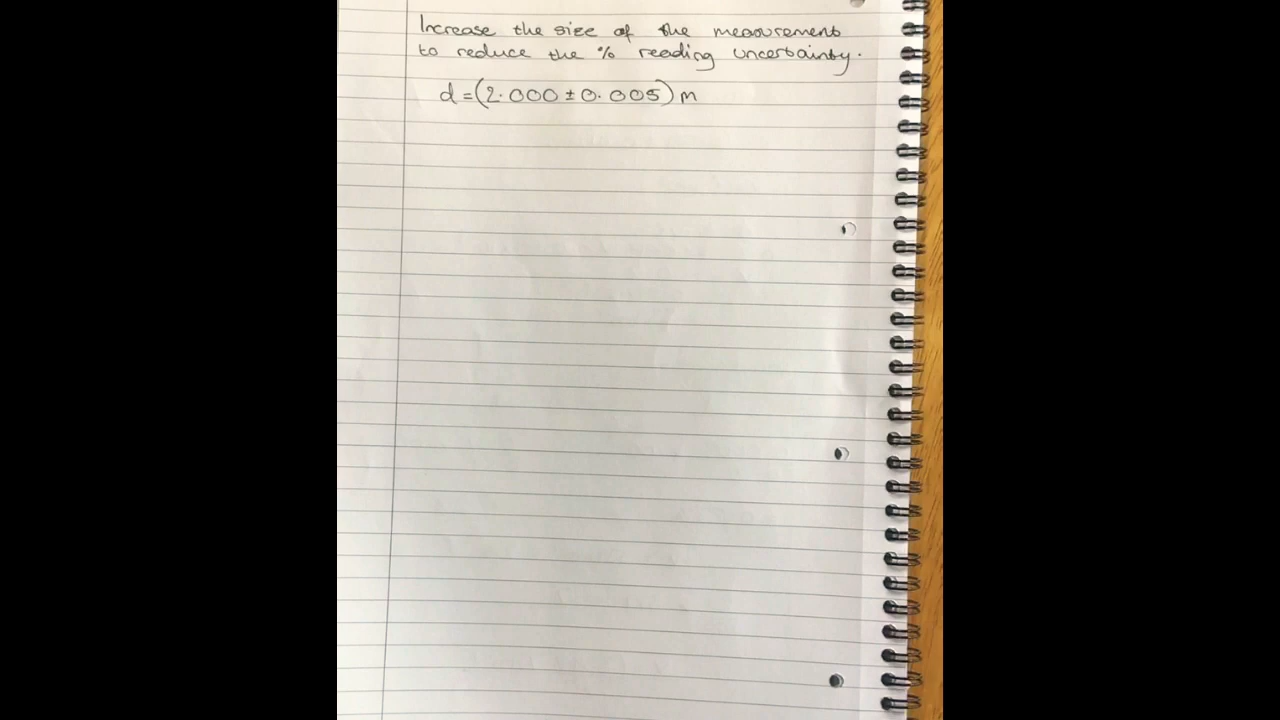 Increase the size of the measurement
to reduce the % reading uncertainty.
d=(2.000±0.005)m